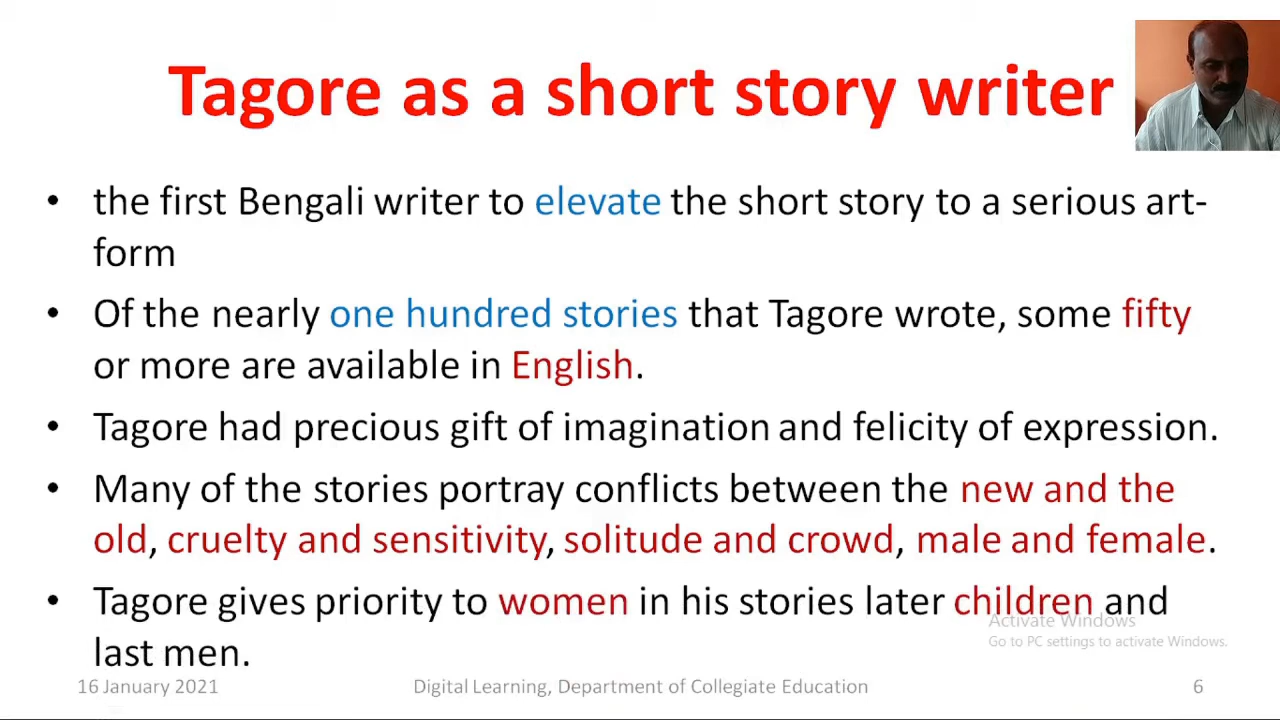 Tagore as a short story writer
• the first Bengali writer to elevate the short story to a serious art-
form
• Of the nearly one hundred stories that Tagore wrote, some fifty
or more are available in English.
• Tagore had precious gift of imagination and felicity of expression.
• Many of the stories portray conflicts between the new and the
old, cruelty and sensitivity, solitude and crowd, male and female.
• Tagore gives priority to women in his stories later children and
last men.
Activate Windows
Go to PC settings to activate Windows.
16 January 2021
Digital Learning, Department of Collegiate Education
6